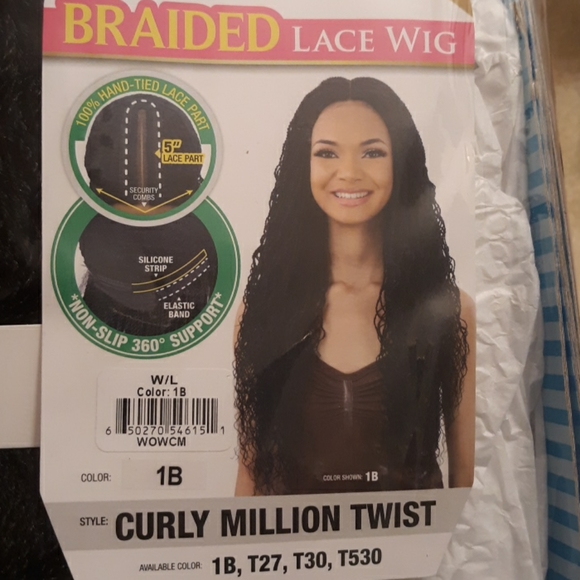 BRAIDED LACE WIG
100% HAND-TIED LACE PART
5"
LACE PART
SECURITY
COMBS
SILICONE
STRIP
ELASTIC
BAND
*NON-SLIP 360° SUPPORT*
W/L
Color: 1B
6 50270 54615 1
WOWCM
COLOR: 1B
COLOR SHOWN: 1B
STYLE: CURLY MILLION TWIST
AVAILABLE COLOR: 1B, T27, T30, T530